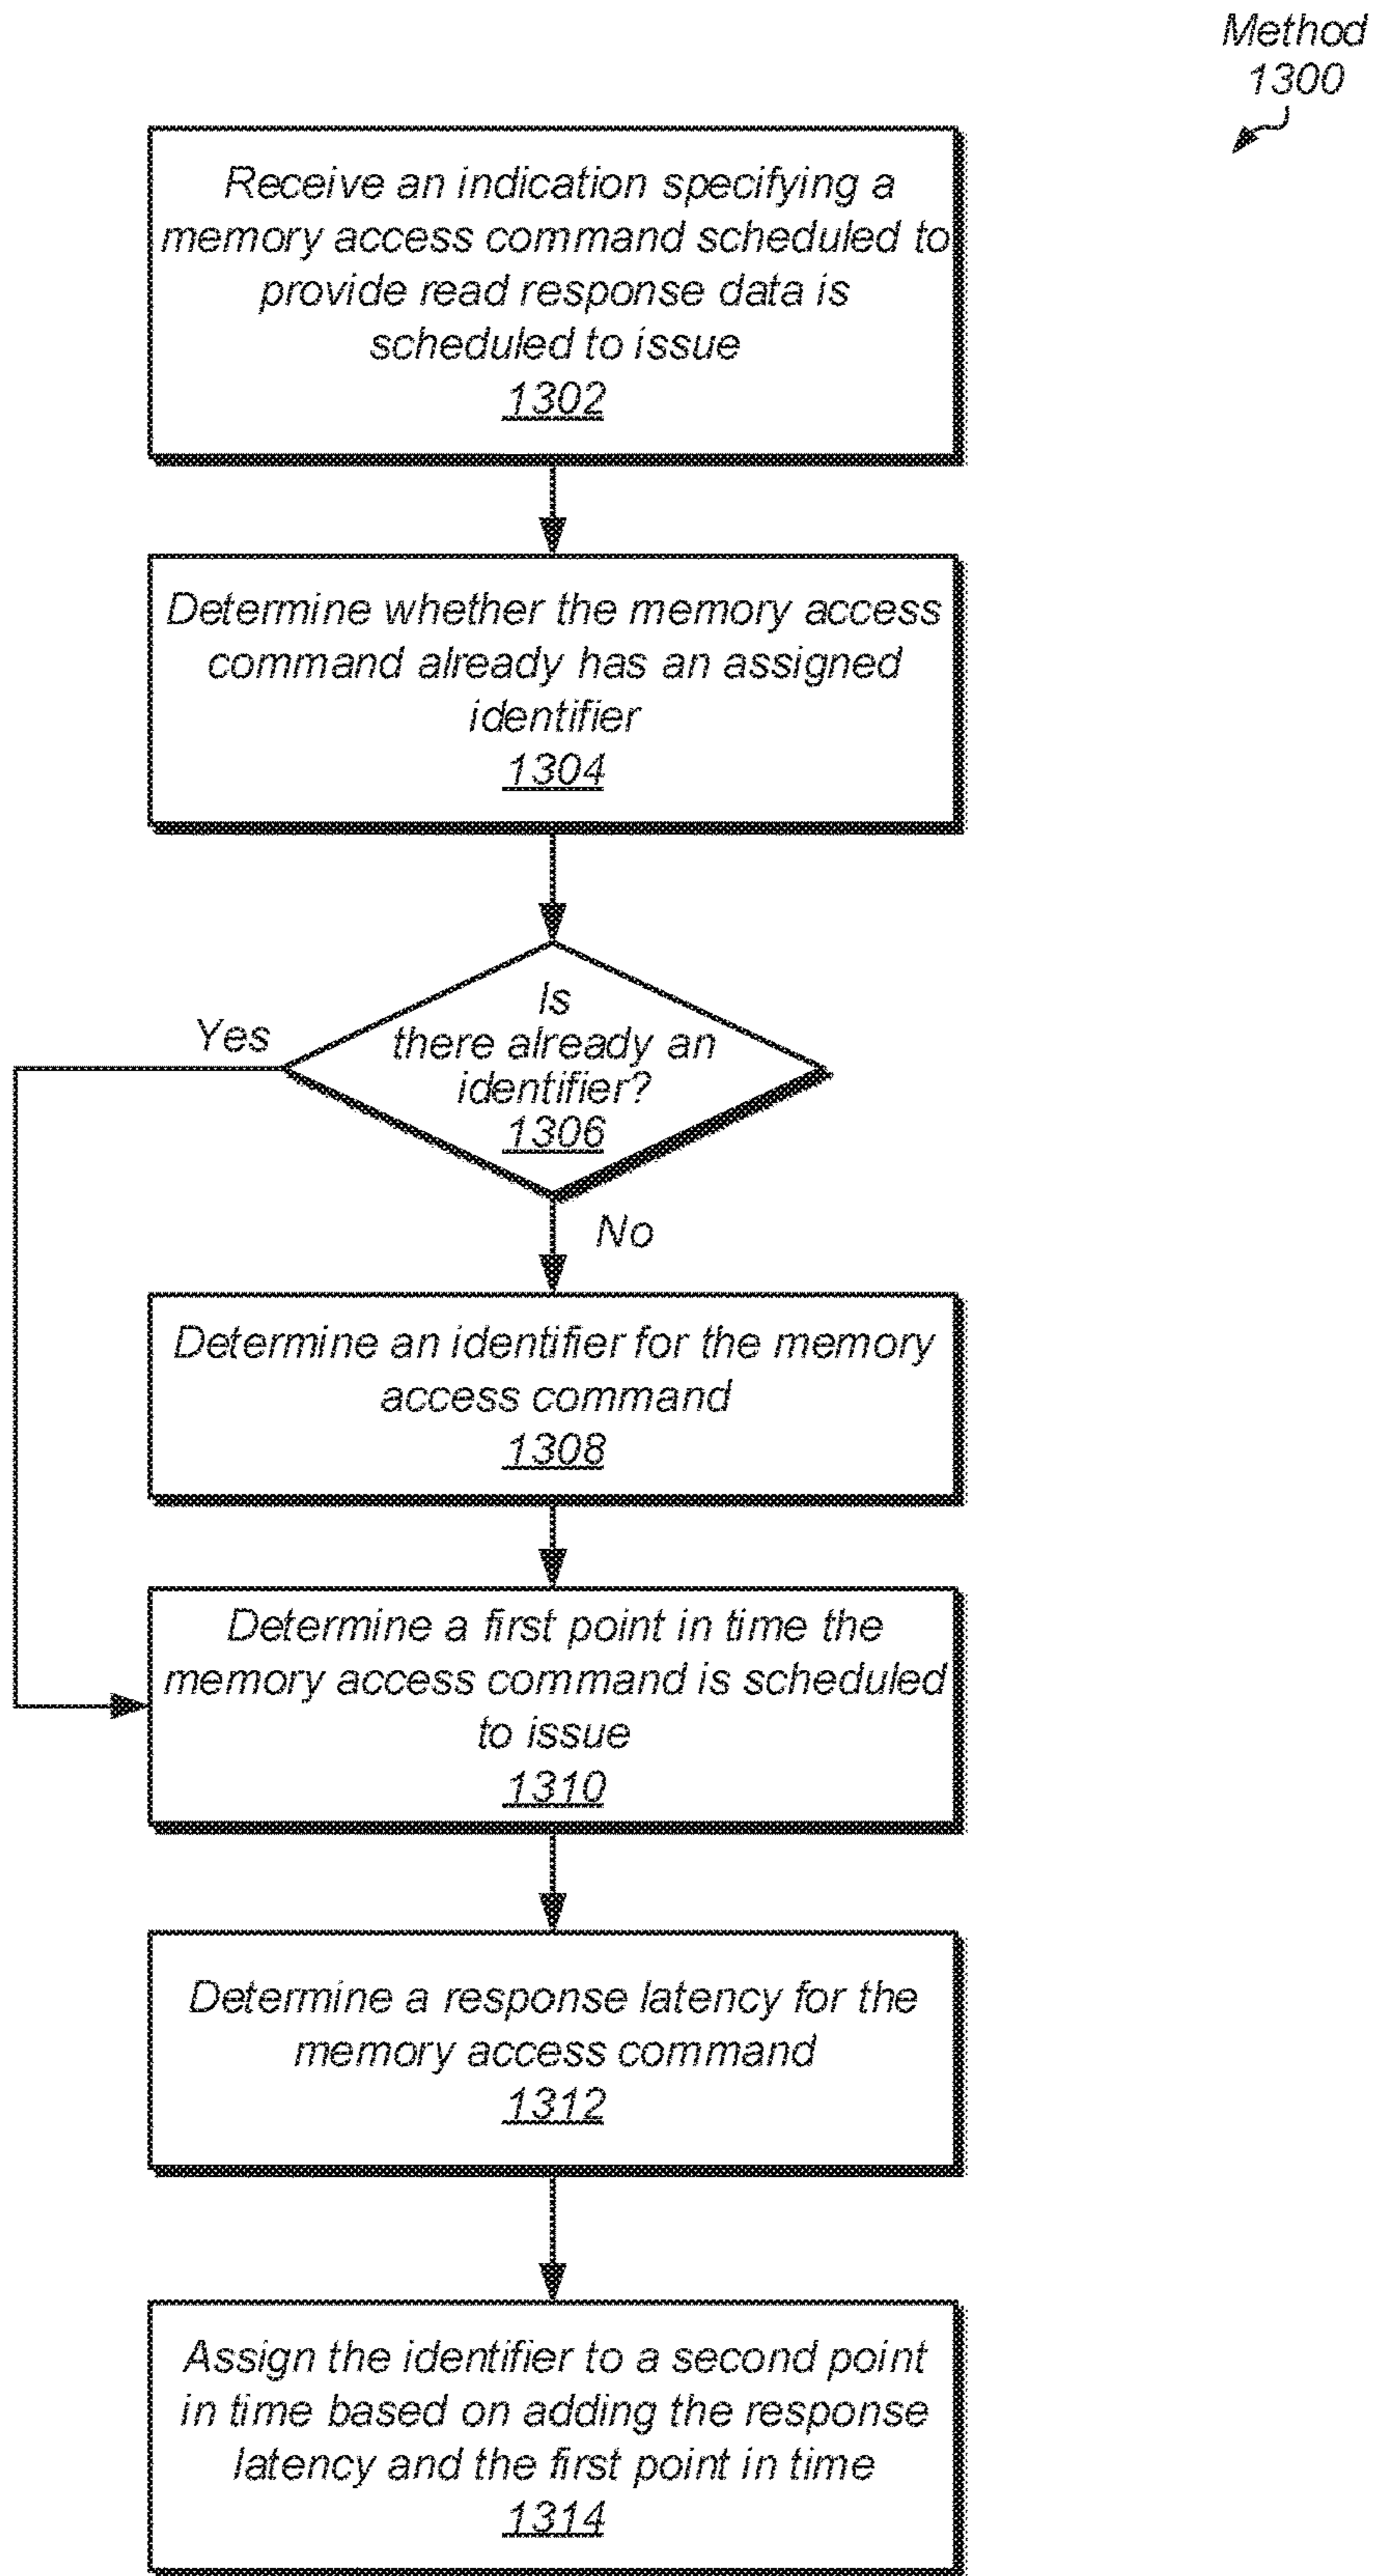 Method
1300
Receive an indication specifying a
memory access command scheduled to
provide read response data is
scheduled to issue
1302
Determine whether the memory access
command already has an assigned
identifier
1304
Is
there already an
identifier?
1306
Yes
No
Determine an identifier for the memory
access command
1308
Determine a first point in time the
memory access command is scheduled
to issue
1310
Determine a response latency for the
memory access command
1312
Assign the identifier to a second point
in time based on adding the response
latency and the first point in time
1314